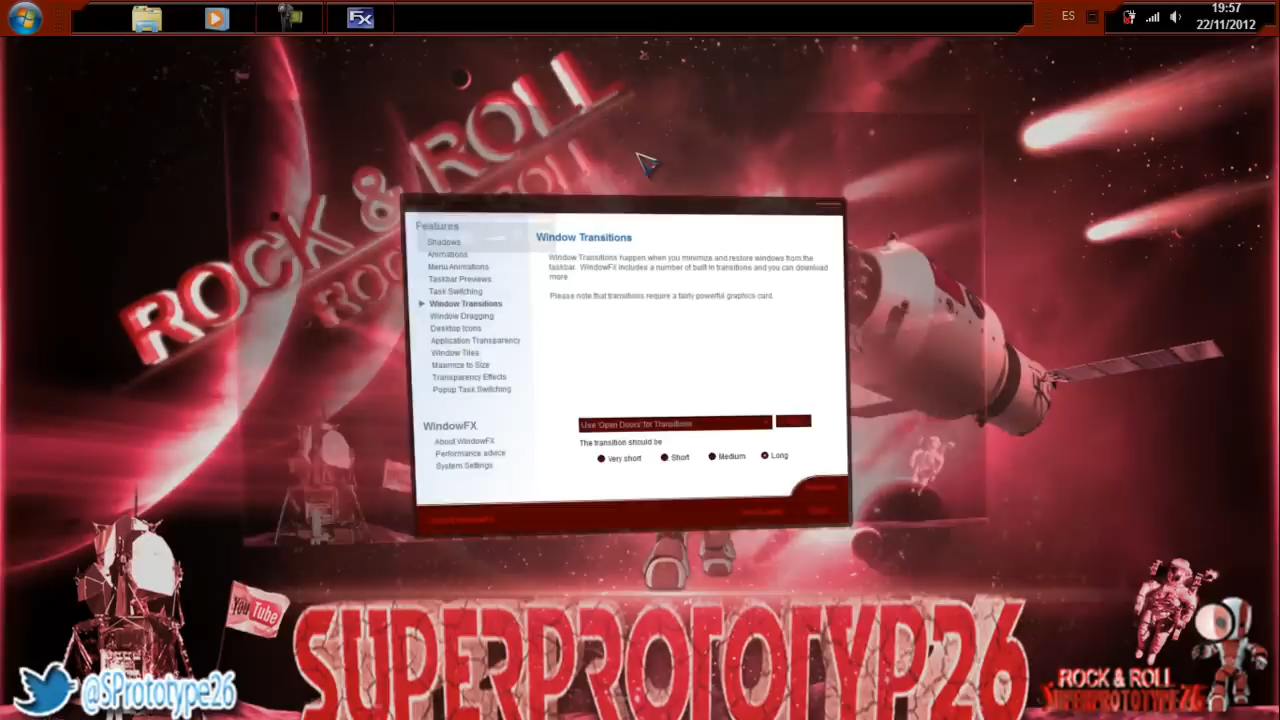 19:57
ES
22/11/2012
FX
ROCK & ROLL
ROCK & ROLL
Features
Shadows
Animations
Menu Animations
Taskbar Previews
Task Switching
Window Transitions
Window Dragging
Desktop Icons
Application Transparency
Window Tiles
Maximize to Size
Transparency Effects
Popup Task Switching
WindowFX
About WindowFX
Performance advice
System Settings
Window Transitions
Window Transitions happen when you minimize and restore windows from the
taskbar. WindowFX includes a number of built in transitions and you can download
more
Please note that transitions require a fairly powerful graphics card.
Use 'Open Doors' for Transitions
The transition should be
Very short
Short
Medium
Long
YouTube
SUPERPROTOTYP26
@SPrototype26
ROCK & ROLL
SUPERPROTOTYPE26